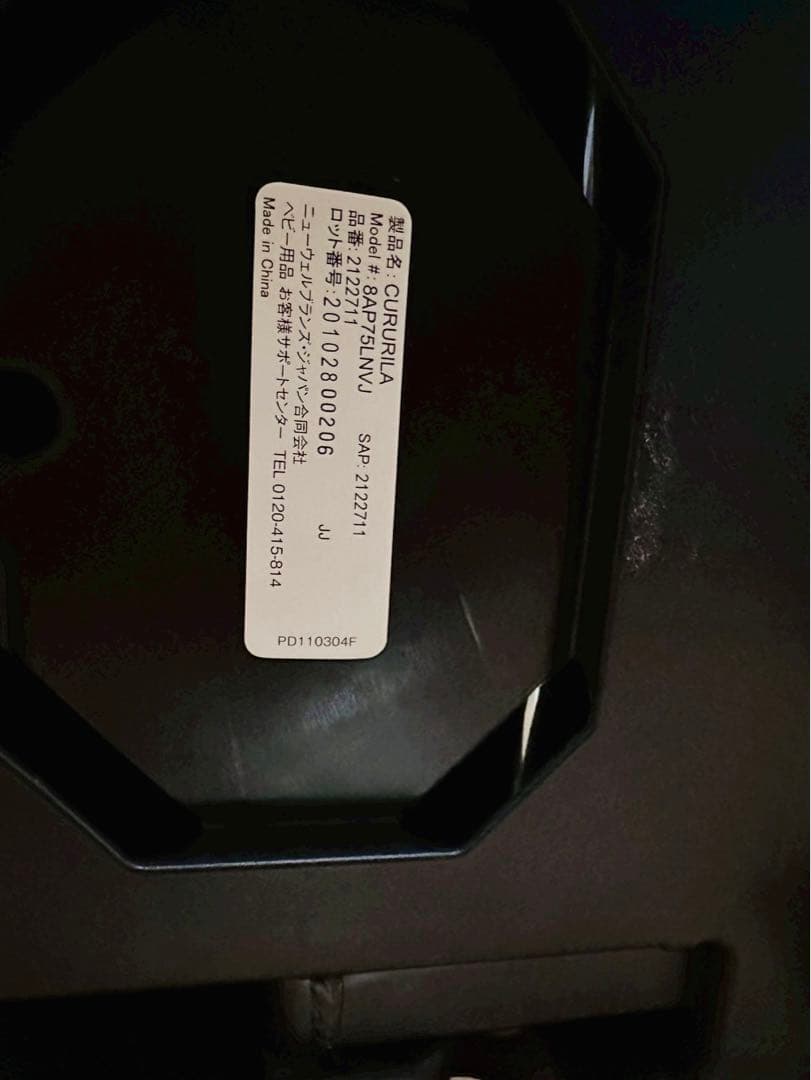 製品名: CURURILA
Model #: 8AP75LNVJ SAP: 2122711
品番: 2122711
ロット番号: 20102800206 JJ
ニューウェルブランズ・ジャパン合同会社
ベビー用品 お客様サポートセンター TEL 0120-415-814
Made in China
PD110304F